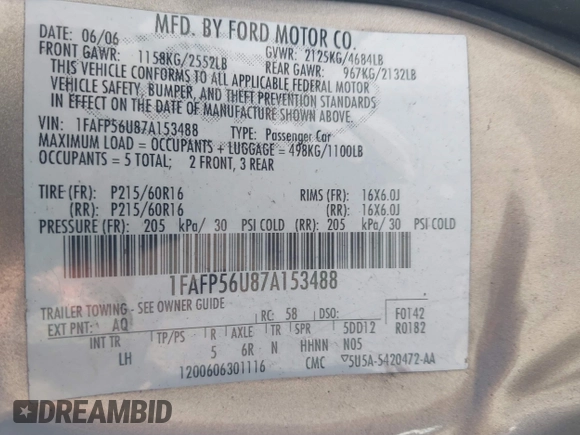 MFD. BY FORD MOTOR CO.
DATE: 06/06 GVWR: 2125KG/4684LB
FRONT GAWR: 1158KG/2552LB REAR GAWR: 967KG/2132LB
THIS VEHICLE CONFORMS TO ALL APPLICABLE FEDERAL MOTOR
VEHICLE SAFETY, BUMPER, AND THEFT PREVENTION STANDARDS
IN EFFECT ON THE DATE OF MANUFACTURE SHOWN ABOVE.
VIN: 1FAFP56U87A153488 TYPE: Passenger Car
MAXIMUM LOAD = OCCUPANTS + LUGGAGE = 498KG/1100LB
OCCUPANTS = 5 TOTAL; 2 FRONT, 3 REAR
TIRE (FR): P215/60R16 RIMS (FR): 16X6.0J
(RR): P215/60R16 (RR): 16X6.0J
PRESSURE (FR): 205 kPa/ 30 PSI COLD (RR): 205 kPa/ 30 PSI COLD
1FAFP56U87A153488
TRAILER TOWING - SEE OWNER GUIDE
EXT PNT: AQ RC: 58 DSO: F0T42
INT TR TP/PS R AXLE TR SPR 5DD12 R01B2
LH 5 6R N HHNN N05
1200606301116 CMC ▽5U5A-5420472-AA
DREAMBID